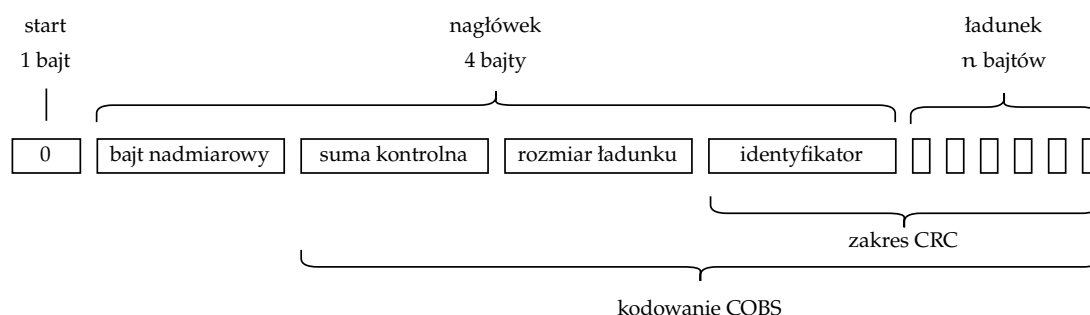 start
1 bajt
nagłówek
4 bajty
ładunek
n bajtów
0
bajt nadmiarowy
suma kontrolna
rozmiar ładunku
identyfikator
zakres CRC
kodowanie COBS